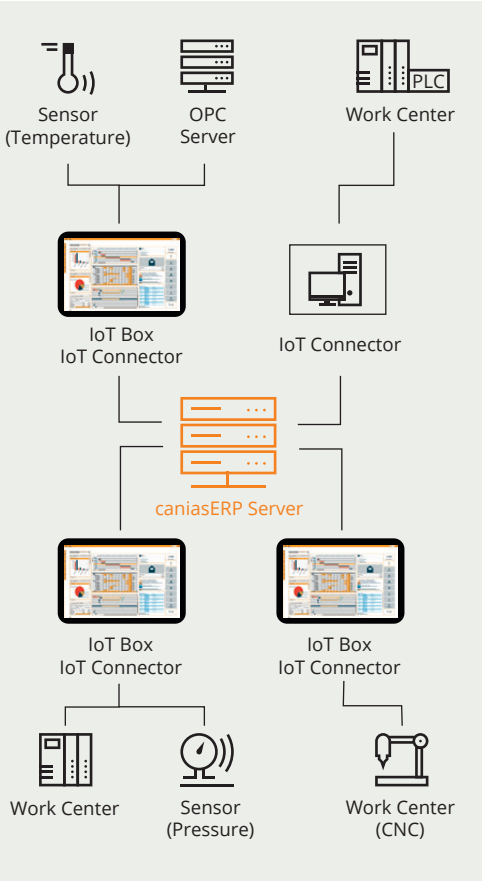 Sensor
(Temperature)
OPC
Server
PLC
Work Center
IoT Box
IoT Connector
IoT Connector
caniasERP Server
IoT Box
IoT Connector
IoT Box
IoT Connector
Work Center
Sensor
(Pressure)
Work Center
(CNC)